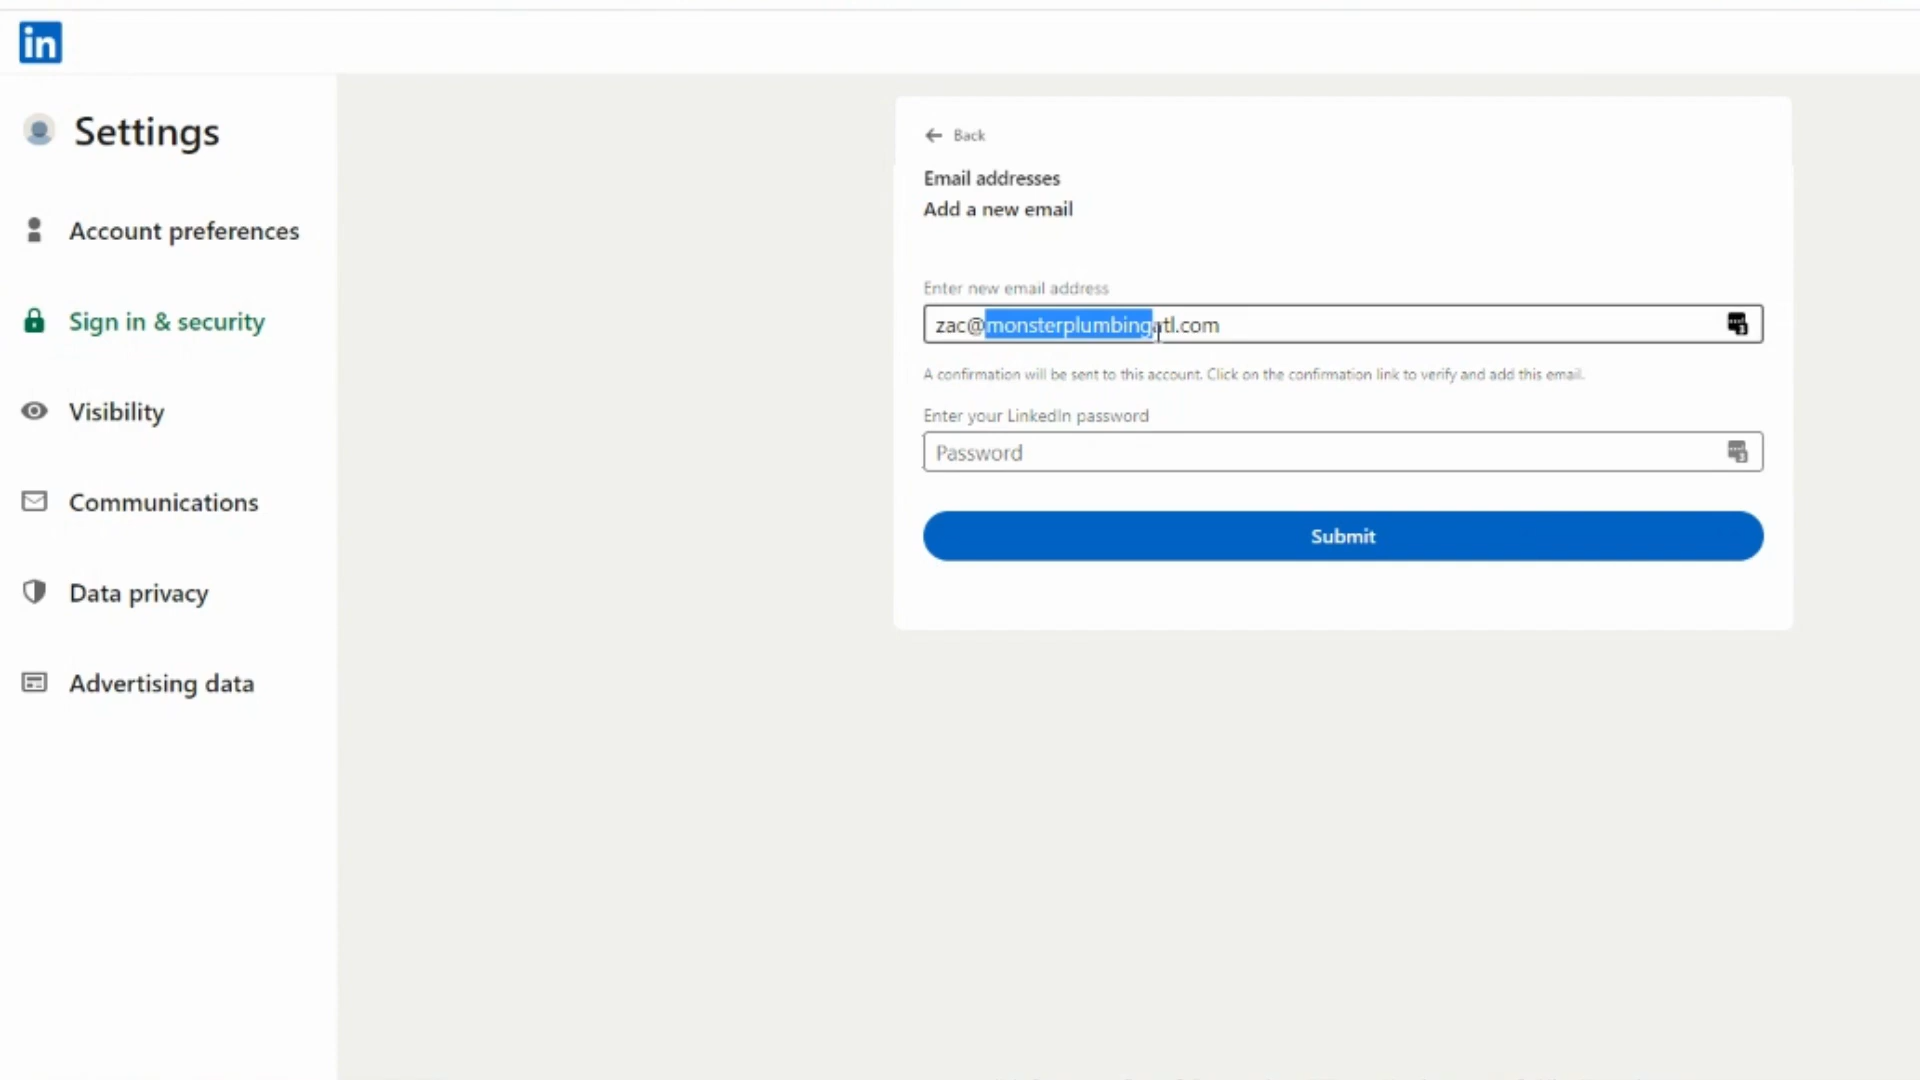 in
Settings
Account preferences
Sign in & security
Visibility
Communications
Data privacy
Advertising data
Back
Email addresses
Add a new email
Enter new email address
zac@monsterplumbingatl.com
A confirmation will be sent to this account. Click on the confirmation link to verify and add this email.
Enter your LinkedIn password
Password
Submit